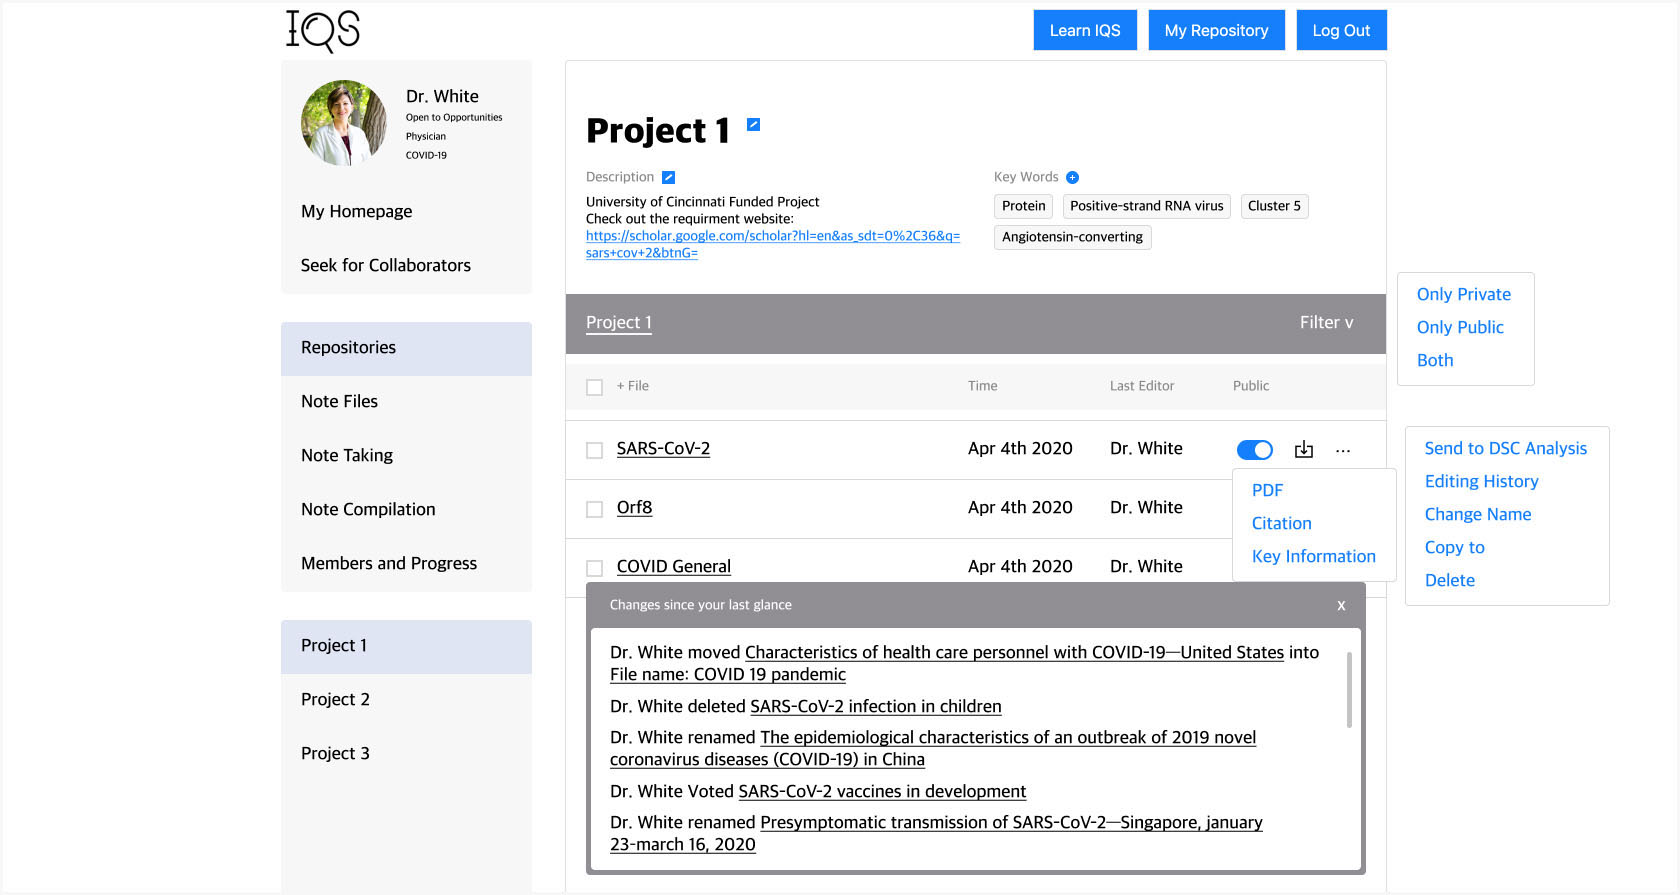 IQS
Learn IQS
My Repository
Log Out
Dr. White
Open to Opportunities
Physician
COVID-19
My Homepage
Seek for Collaborators
Repositories
Note Files
Note Taking
Note Compilation
Members and Progress
Project 1
Project 2
Project 3
Project 1
Description
University of Cincinnati Funded Project
Check out the requirment website:
https://scholar.google.com/scholar?hl=en&as_sdt=0%2C36&q=
sars+cov+2&btnG=
Key Words
Protein
Positive-strand RNA virus
Cluster 5
Angiotensin-converting
Project 1
Filter v
Only Private
Only Public
Both
+ File
Time
Last Editor
Public
SARS-CoV-2
Apr 4th 2020
Dr. White
...
Orf8
Apr 4th 2020
Dr. White
COVID General
Apr 4th 2020
Dr. White
PDF
Citation
Key Information
Send to DSC Analysis
Editing History
Change Name
Copy to
Delete
Changes since your last glance
x
Dr. White moved Characteristics of health care personnel with COVID-19—United States into
File name: COVID 19 pandemic
Dr. White deleted SARS-CoV-2 infection in children
Dr. White renamed The epidemiological characteristics of an outbreak of 2019 novel
coronavirus diseases (COVID-19) in China
Dr. White Voted SARS-CoV-2 vaccines in development
Dr. White renamed Presymptomatic transmission of SARS-CoV-2—Singapore, january
23-march 16, 2020